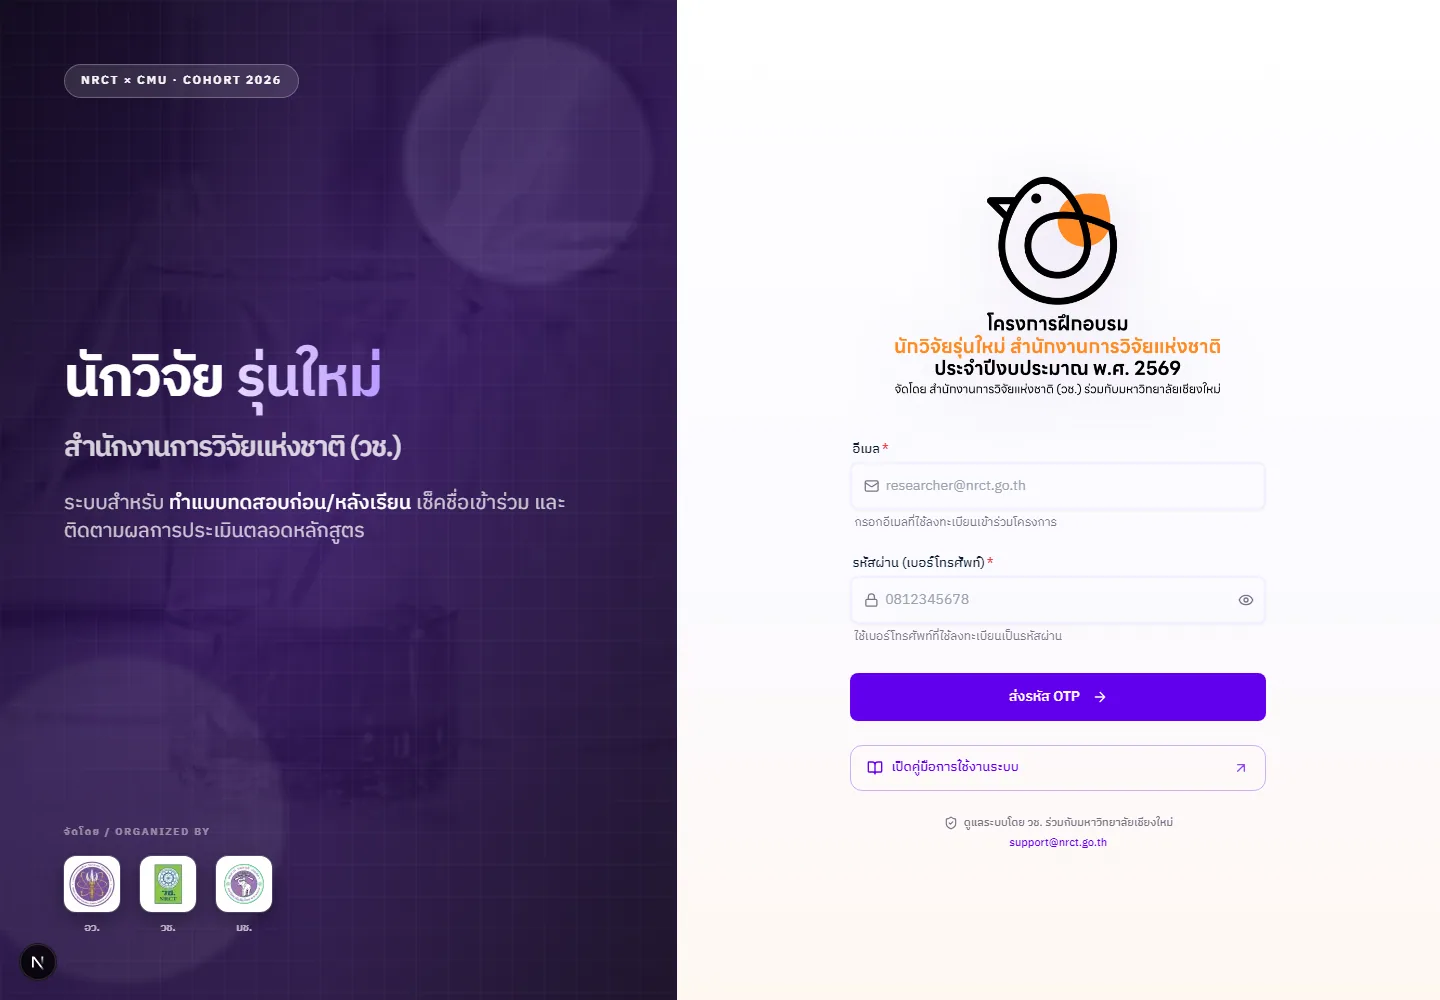 NRCT × CMU · COHORT 2026
นักวิจัย รุ่นใหม่
สำนักงานการวิจัยแห่งชาติ (วช.)
ระบบสำหรับ ทำแบบทดสอบก่อน/หลังเรียน เช็คชื่อเข้าร่วม และ
ติดตามผลการประเมินตลอดหลักสูตร
จัดโดย / ORGANIZED BY
วช.
NRCT
อว.
วช.
มช.
N
โครงการฝึกอบรม
นักวิจัยรุ่นใหม่ สำนักงานการวิจัยแห่งชาติ
ประจำปีงบประมาณ พ.ศ. 2569
จัดโดย สำนักงานการวิจัยแห่งชาติ (วช.) ร่วมกับมหาวิทยาลัยเชียงใหม่
อีเมล *
researcher@nrct.go.th
กรอกอีเมลที่ใช้ลงทะเบียนเข้าร่วมโครงการ
รหัสผ่าน (เบอร์โทรศัพท์) *
0812345678
ใช้เบอร์โทรศัพท์ที่ใช้ลงทะเบียนเป็นรหัสผ่าน
ส่งรหัส OTP →
เปิดคู่มือการใช้งานระบบ
ดูแลระบบโดย วช. ร่วมกับมหาวิทยาลัยเชียงใหม่
support@nrct.go.th